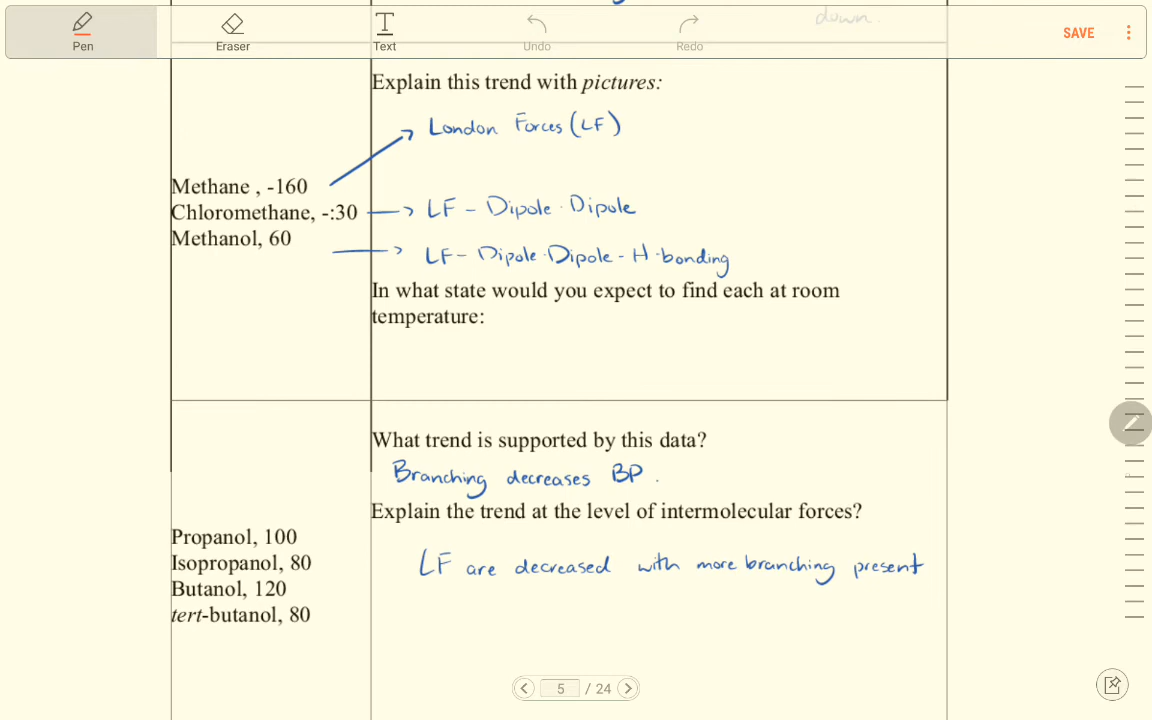 down.
Pen
Eraser
Text
Undo
Redo
SAVE
Explain this trend with pictures:
London Forces (LF)
Methane , -160
Chloromethane, -:30
LF - Dipole · Dipole
Methanol, 60
LF - Dipole · Dipole - H · bonding
In what state would you expect to find each at room
temperature:
What trend is supported by this data?
Branching decreases BP .
Explain the trend at the level of intermolecular forces?
Propanol, 100
Isopropanol, 80
LF are decreased with more branching present
Butanol, 120
tert-butanol, 80
5 / 24